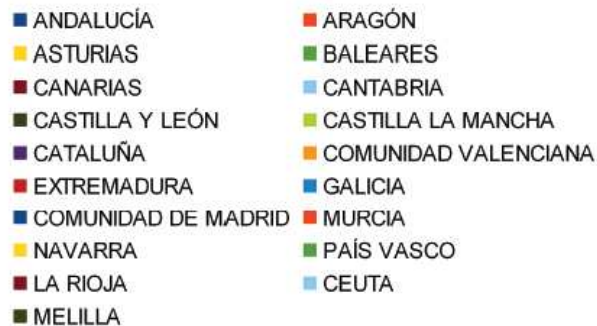 ANDALUCÍA ARAGÓN
ASTURIAS BALEARES
CANARIAS CANTABRIA
CASTILLA Y LEÓN CASTILLA LA MANCHA
CATALUÑA COMUNIDAD VALENCIANA
EXTREMADURA GALICIA
COMUNIDAD DE MADRID MURCIA
NAVARRA PAÍS VASCO
LA RIOJA CEUTA
MELILLA